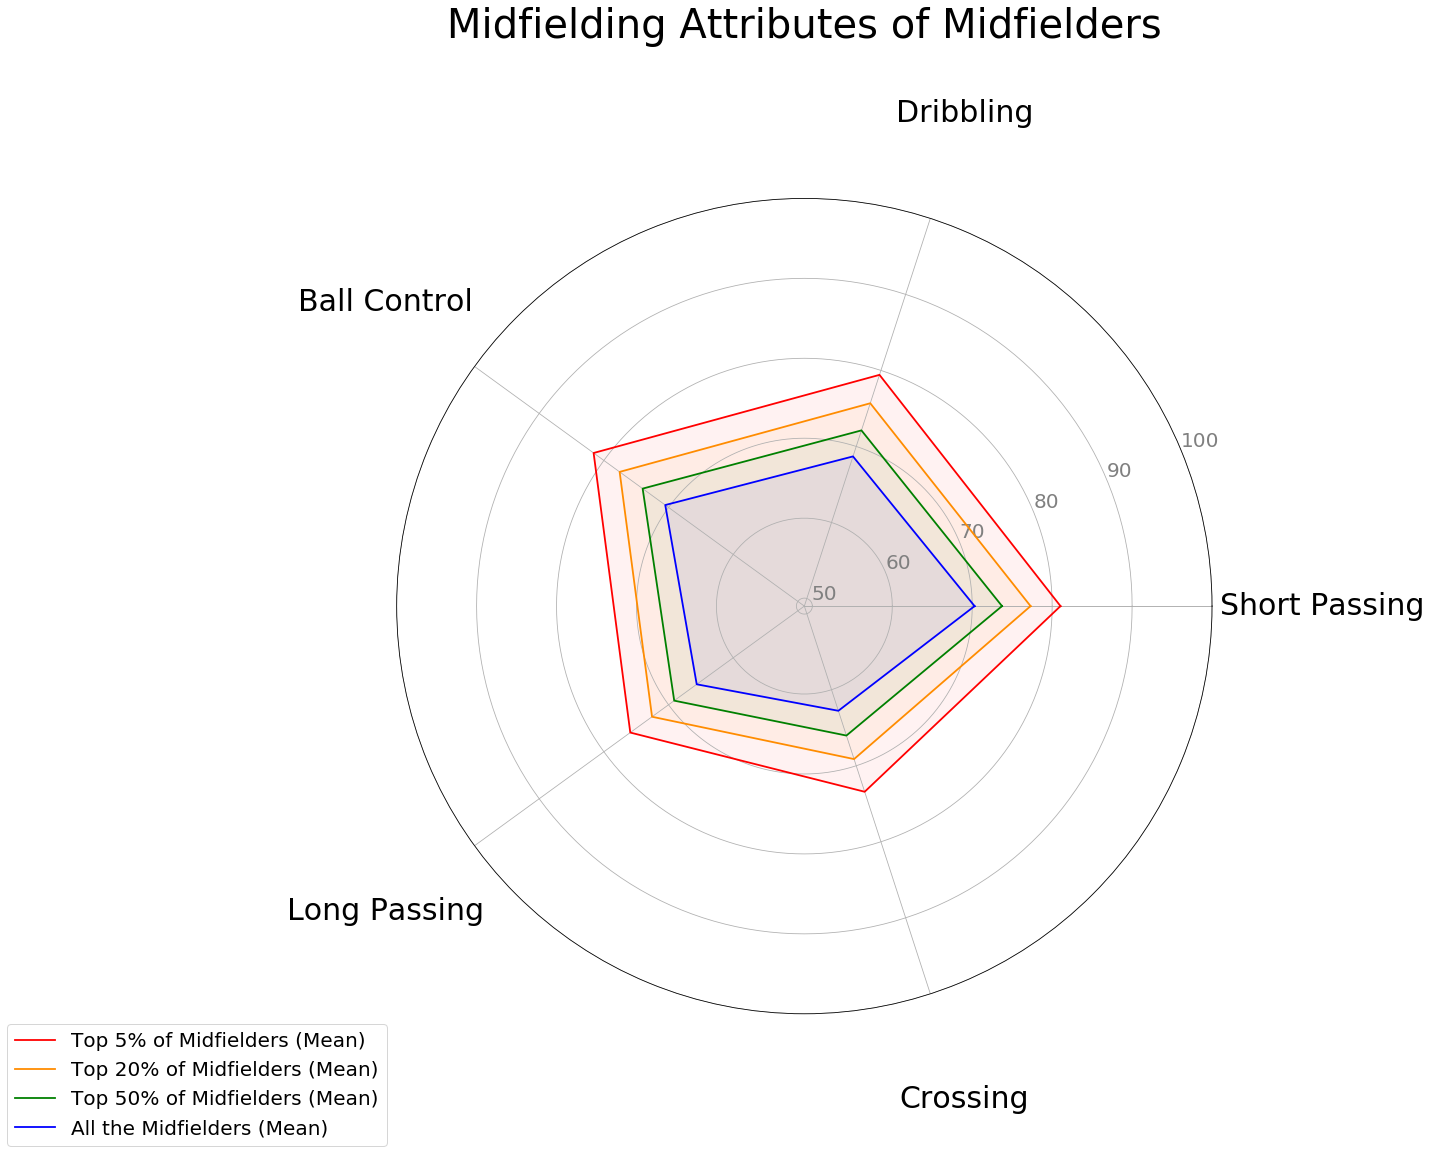 Midfielding Attributes of Midfielders
Dribbling
Ball Control
100
90
80
70
60
50
Short Passing
Long Passing
Crossing
Top 5% of Midfielders (Mean)
Top 20% of Midfielders (Mean)
Top 50% of Midfielders (Mean)
All the Midfielders (Mean)